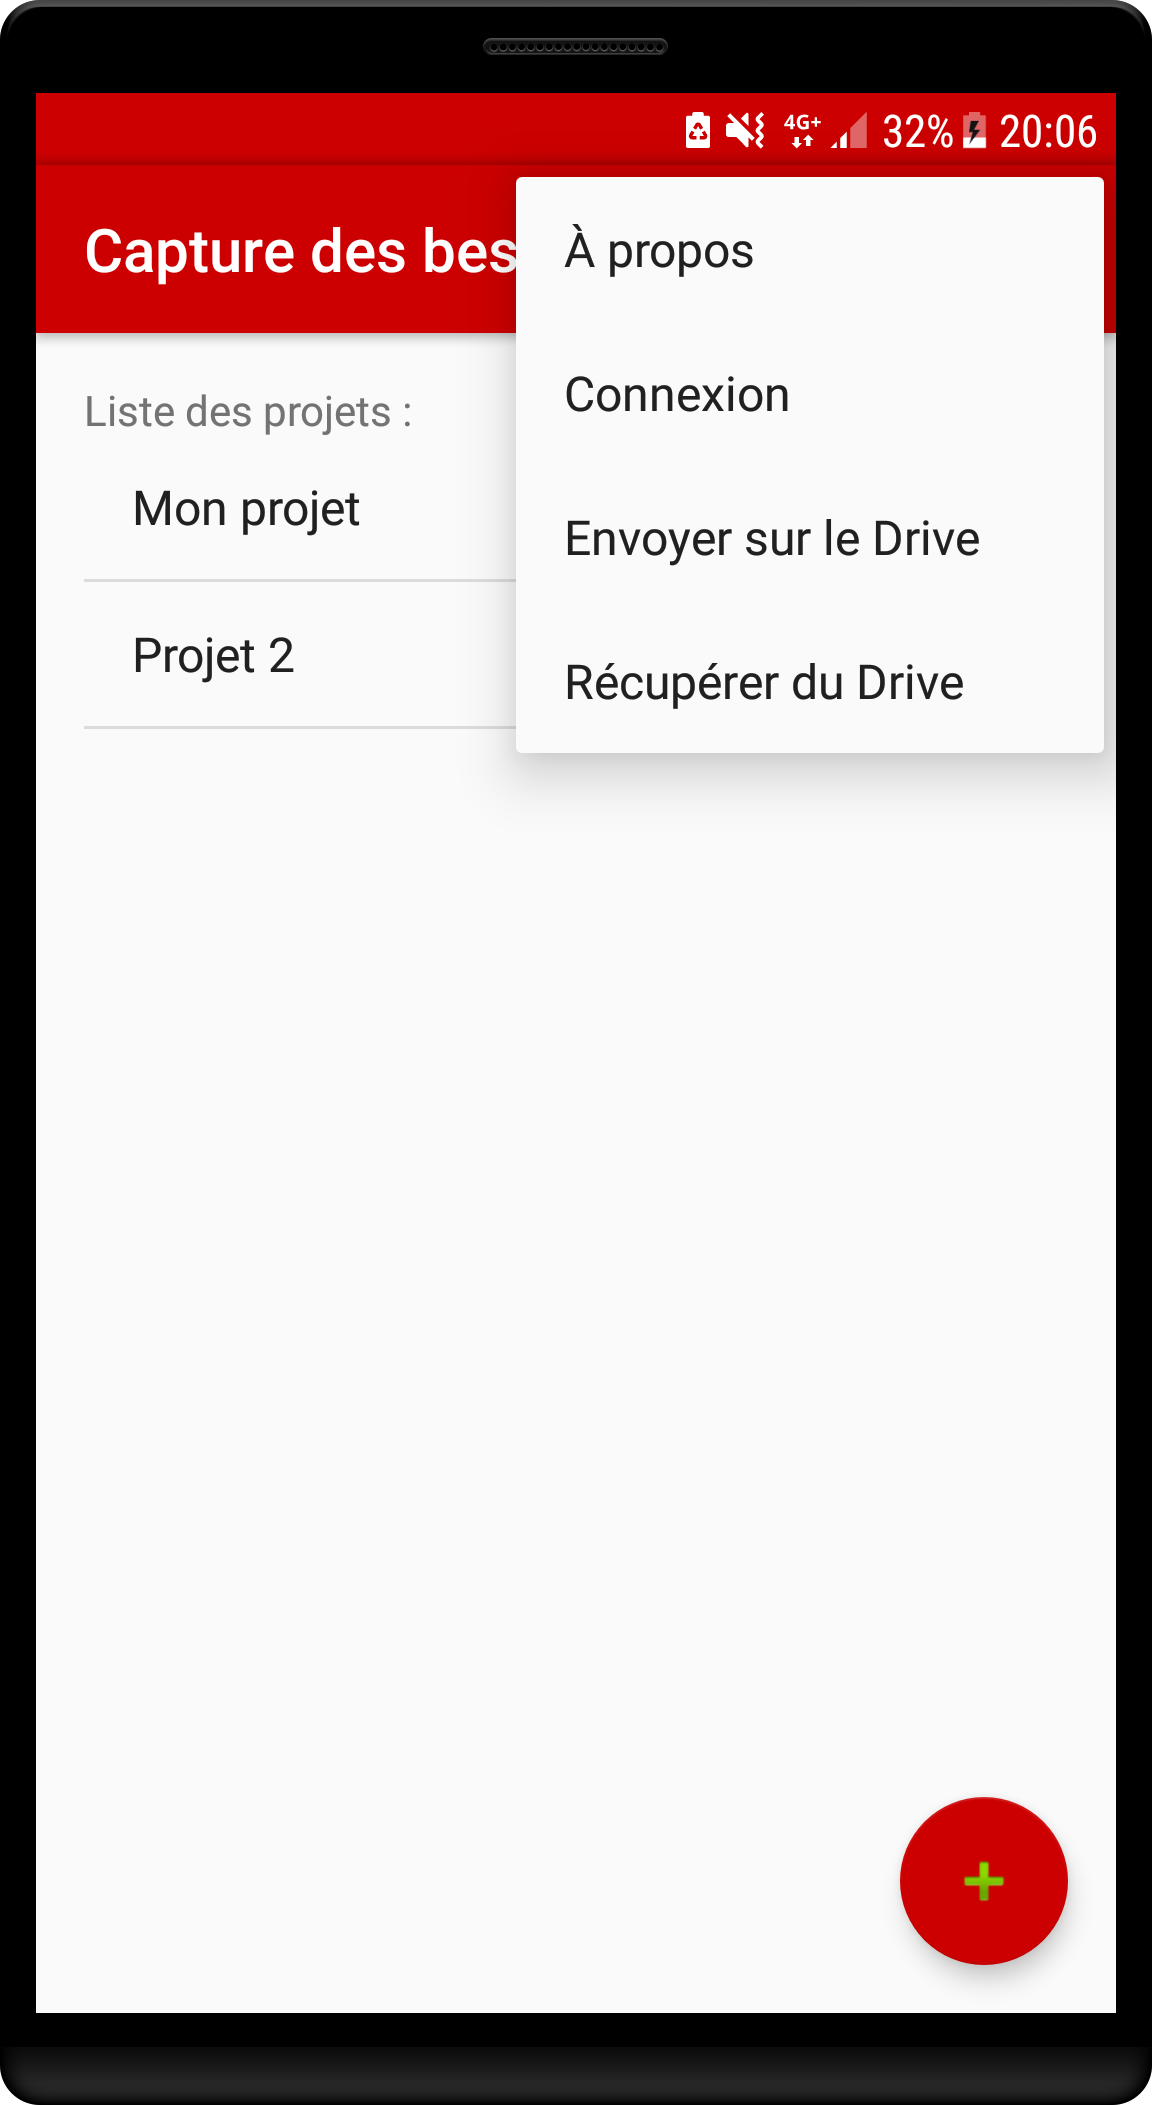 4G+ 32% 20:06
Capture des bes
À propos
Connexion
Envoyer sur le Drive
Récupérer du Drive
Liste des projets :
Mon projet
Projet 2